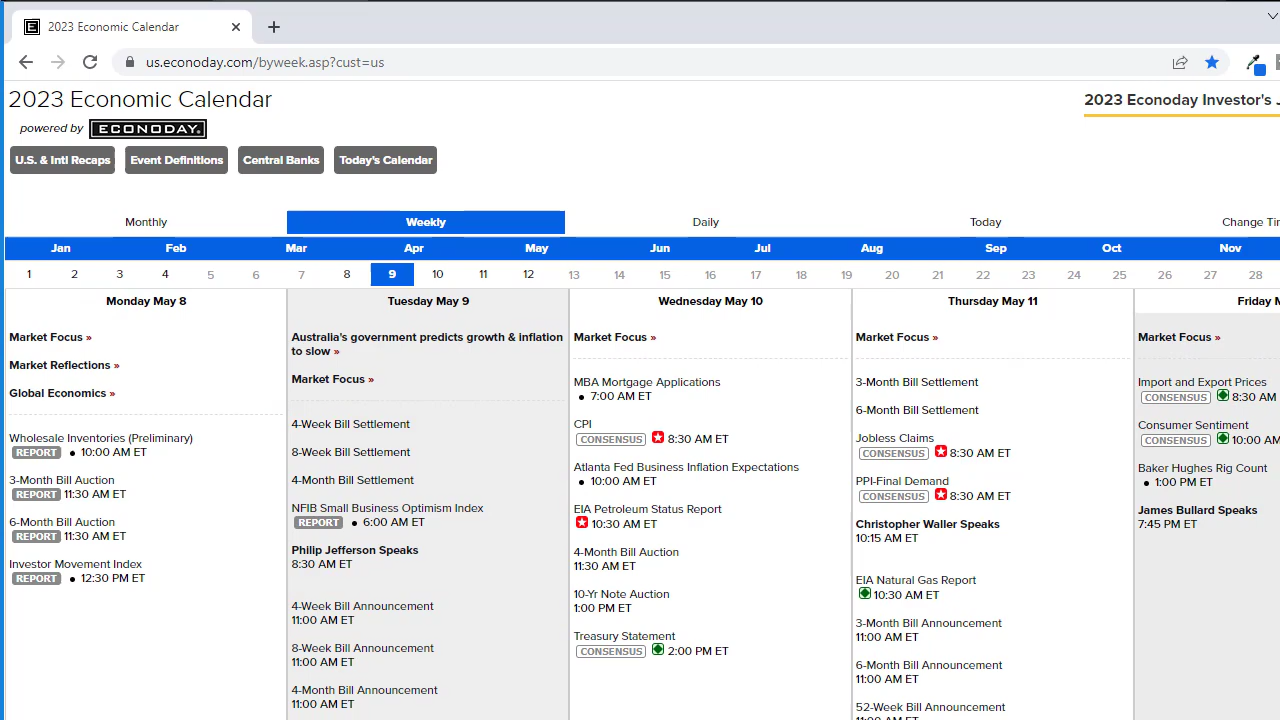 2023 Economic Calendar
us.econoday.com/byweek.asp?cust=us
2023 Economic Calendar
2023 Econoday Investor's J
powered by ECONODAY
U.S. & Intl Recaps Event Definitions Central Banks Today's Calendar
Monthly Weekly Daily Today Change Tim
Jan Feb Mar Apr May Jun Jul Aug Sep Oct Nov
1 2 3 4 5 6 7 8 9 10 11 12 13 14 15 16 17 18 19 20 21 22 23 24 25 26 27 28
Monday May 8
Market Focus »
Market Reflections »
Global Economics »
Wholesale Inventories (Preliminary)
REPORT • 10:00 AM ET
3-Month Bill Auction
REPORT 11:30 AM ET
6-Month Bill Auction
REPORT 11:30 AM ET
Investor Movement Index
REPORT • 12:30 PM ET
Tuesday May 9
Australia's government predicts growth & inflation
to slow »
Market Focus »
4-Week Bill Settlement
8-Week Bill Settlement
4-Month Bill Settlement
NFIB Small Business Optimism Index
REPORT • 6:00 AM ET
Philip Jefferson Speaks
8:30 AM ET
4-Week Bill Announcement
11:00 AM ET
8-Week Bill Announcement
11:00 AM ET
4-Month Bill Announcement
11:00 AM ET
Wednesday May 10
Market Focus »
MBA Mortgage Applications
• 7:00 AM ET
CPI
CONSENSUS 8:30 AM ET
Atlanta Fed Business Inflation Expectations
• 10:00 AM ET
EIA Petroleum Status Report
10:30 AM ET
4-Month Bill Auction
11:30 AM ET
10-Yr Note Auction
1:00 PM ET
Treasury Statement
CONSENSUS 2:00 PM ET
Thursday May 11
Market Focus »
3-Month Bill Settlement
6-Month Bill Settlement
Jobless Claims
CONSENSUS 8:30 AM ET
PPI-Final Demand
CONSENSUS 8:30 AM ET
Christopher Waller Speaks
10:15 AM ET
EIA Natural Gas Report
10:30 AM ET
3-Month Bill Announcement
11:00 AM ET
6-Month Bill Announcement
11:00 AM ET
52-Week Bill Announcement
11:00 AM ET
Friday M
Market Focus »
Import and Export Prices
CONSENSUS 8:30 AM
Consumer Sentiment
CONSENSUS 10:00 AM
Baker Hughes Rig Count
• 1:00 PM ET
James Bullard Speaks
7:45 PM ET